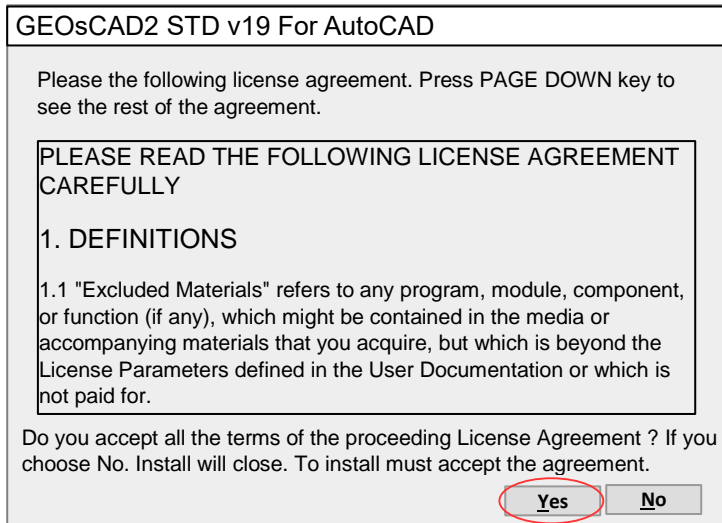 GEOsCAD2 STD v19 For AutoCAD
Please the following license agreement. Press PAGE DOWN key to
see the rest of the agreement.
PLEASE READ THE FOLLOWING LICENSE AGREEMENT
CAREFULLY
1. DEFINITIONS
1.1 "Excluded Materials" refers to any program, module, component,
or function (if any), which might be contained in the media or
accompanying materials that you acquire, but which is beyond the
License Parameters defined in the User Documentation or which is
not paid for.
Do you accept all the terms of the proceeding License Agreement ? If you
choose No. Install will close. To install must accept the agreement.
Yes No